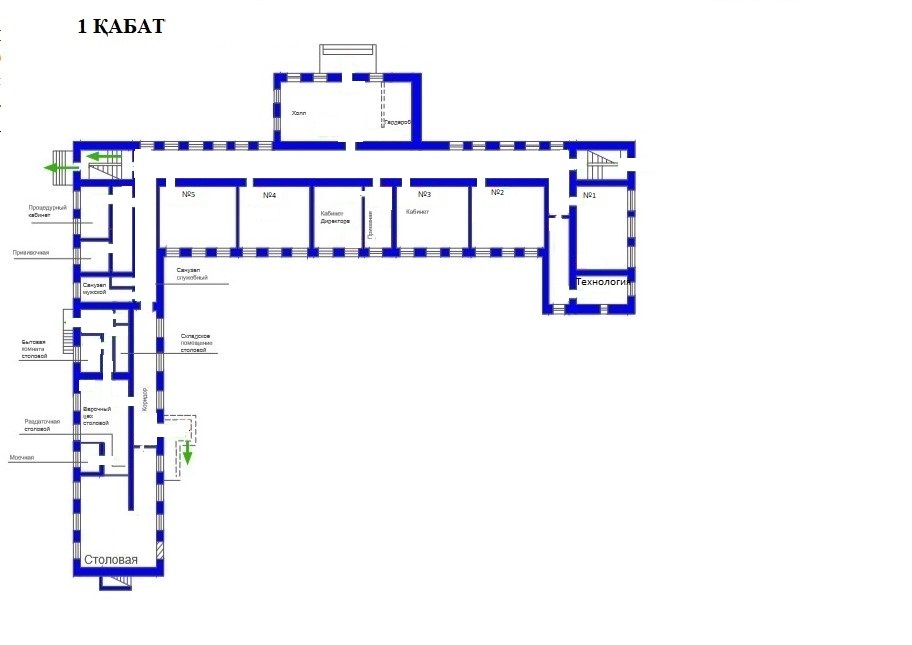 1 ҚАБАТ
Холл
Гардероб
№5
№4
Кабинет
Директора
Приемная
№3
Кабинет
№2
№1
Процедурный
кабинет
Прививочная
Санузел
служебный
Санузел
мужской
Технология
Бытовая
комната
столовой
Складское
помещение
столовой
Коридор
Варочный
цех
столовой
Раздаточная
столовой
Моечная
Столовая